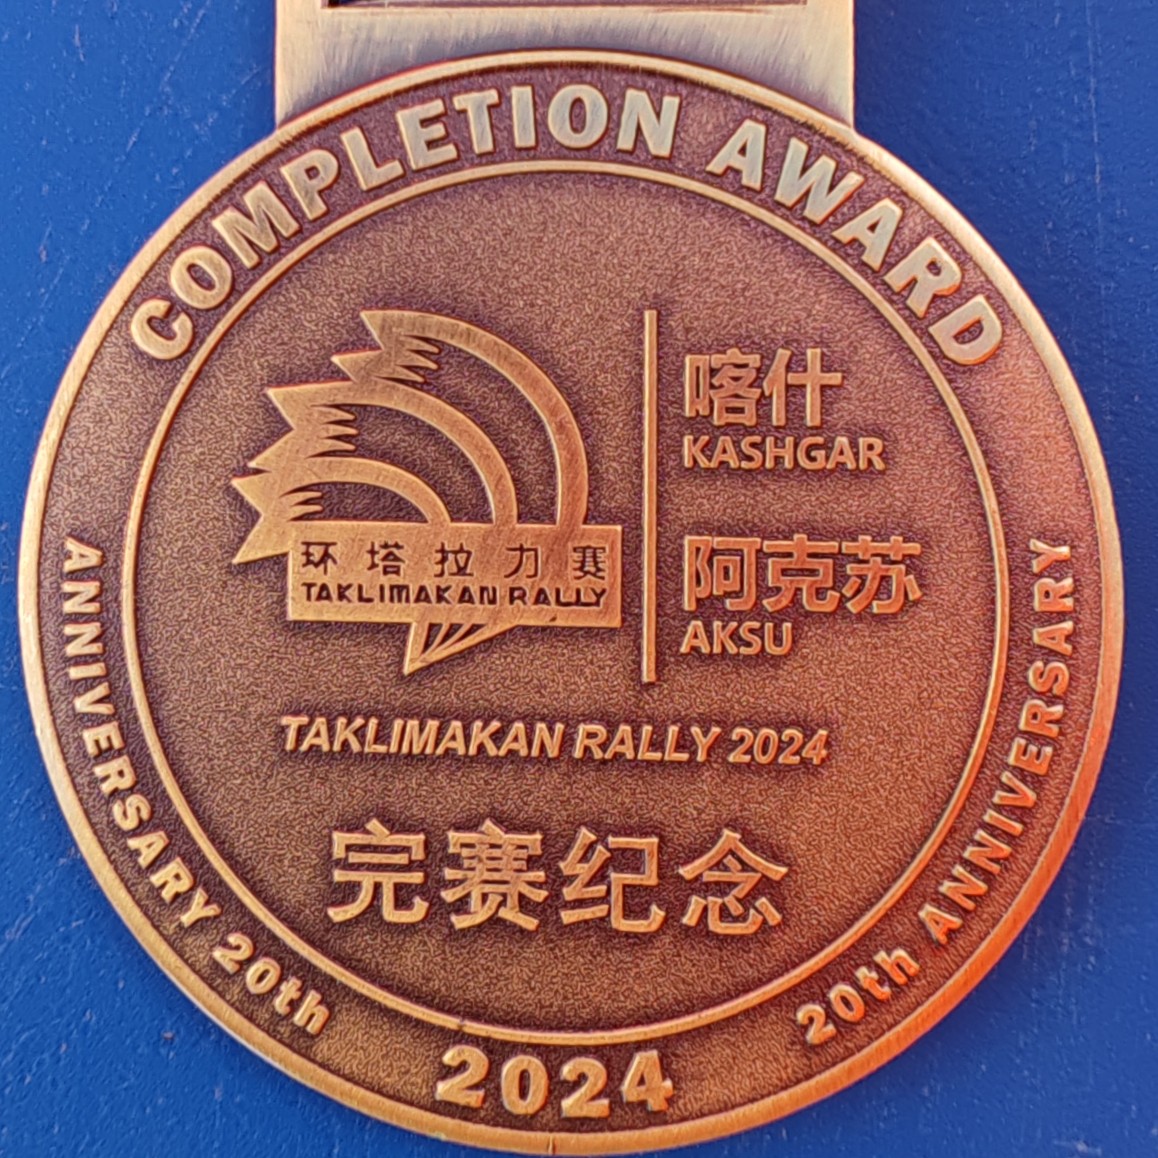 COMPLETION AWARD
环塔拉力赛
TAKLIMAKAN RALLY
喀什
KASHGAR
阿克苏
AKSU
TAKLIMAKAN RALLY 2024
完赛纪念
ANNIVERSARY 20th
2024
20th ANNIVERSARY